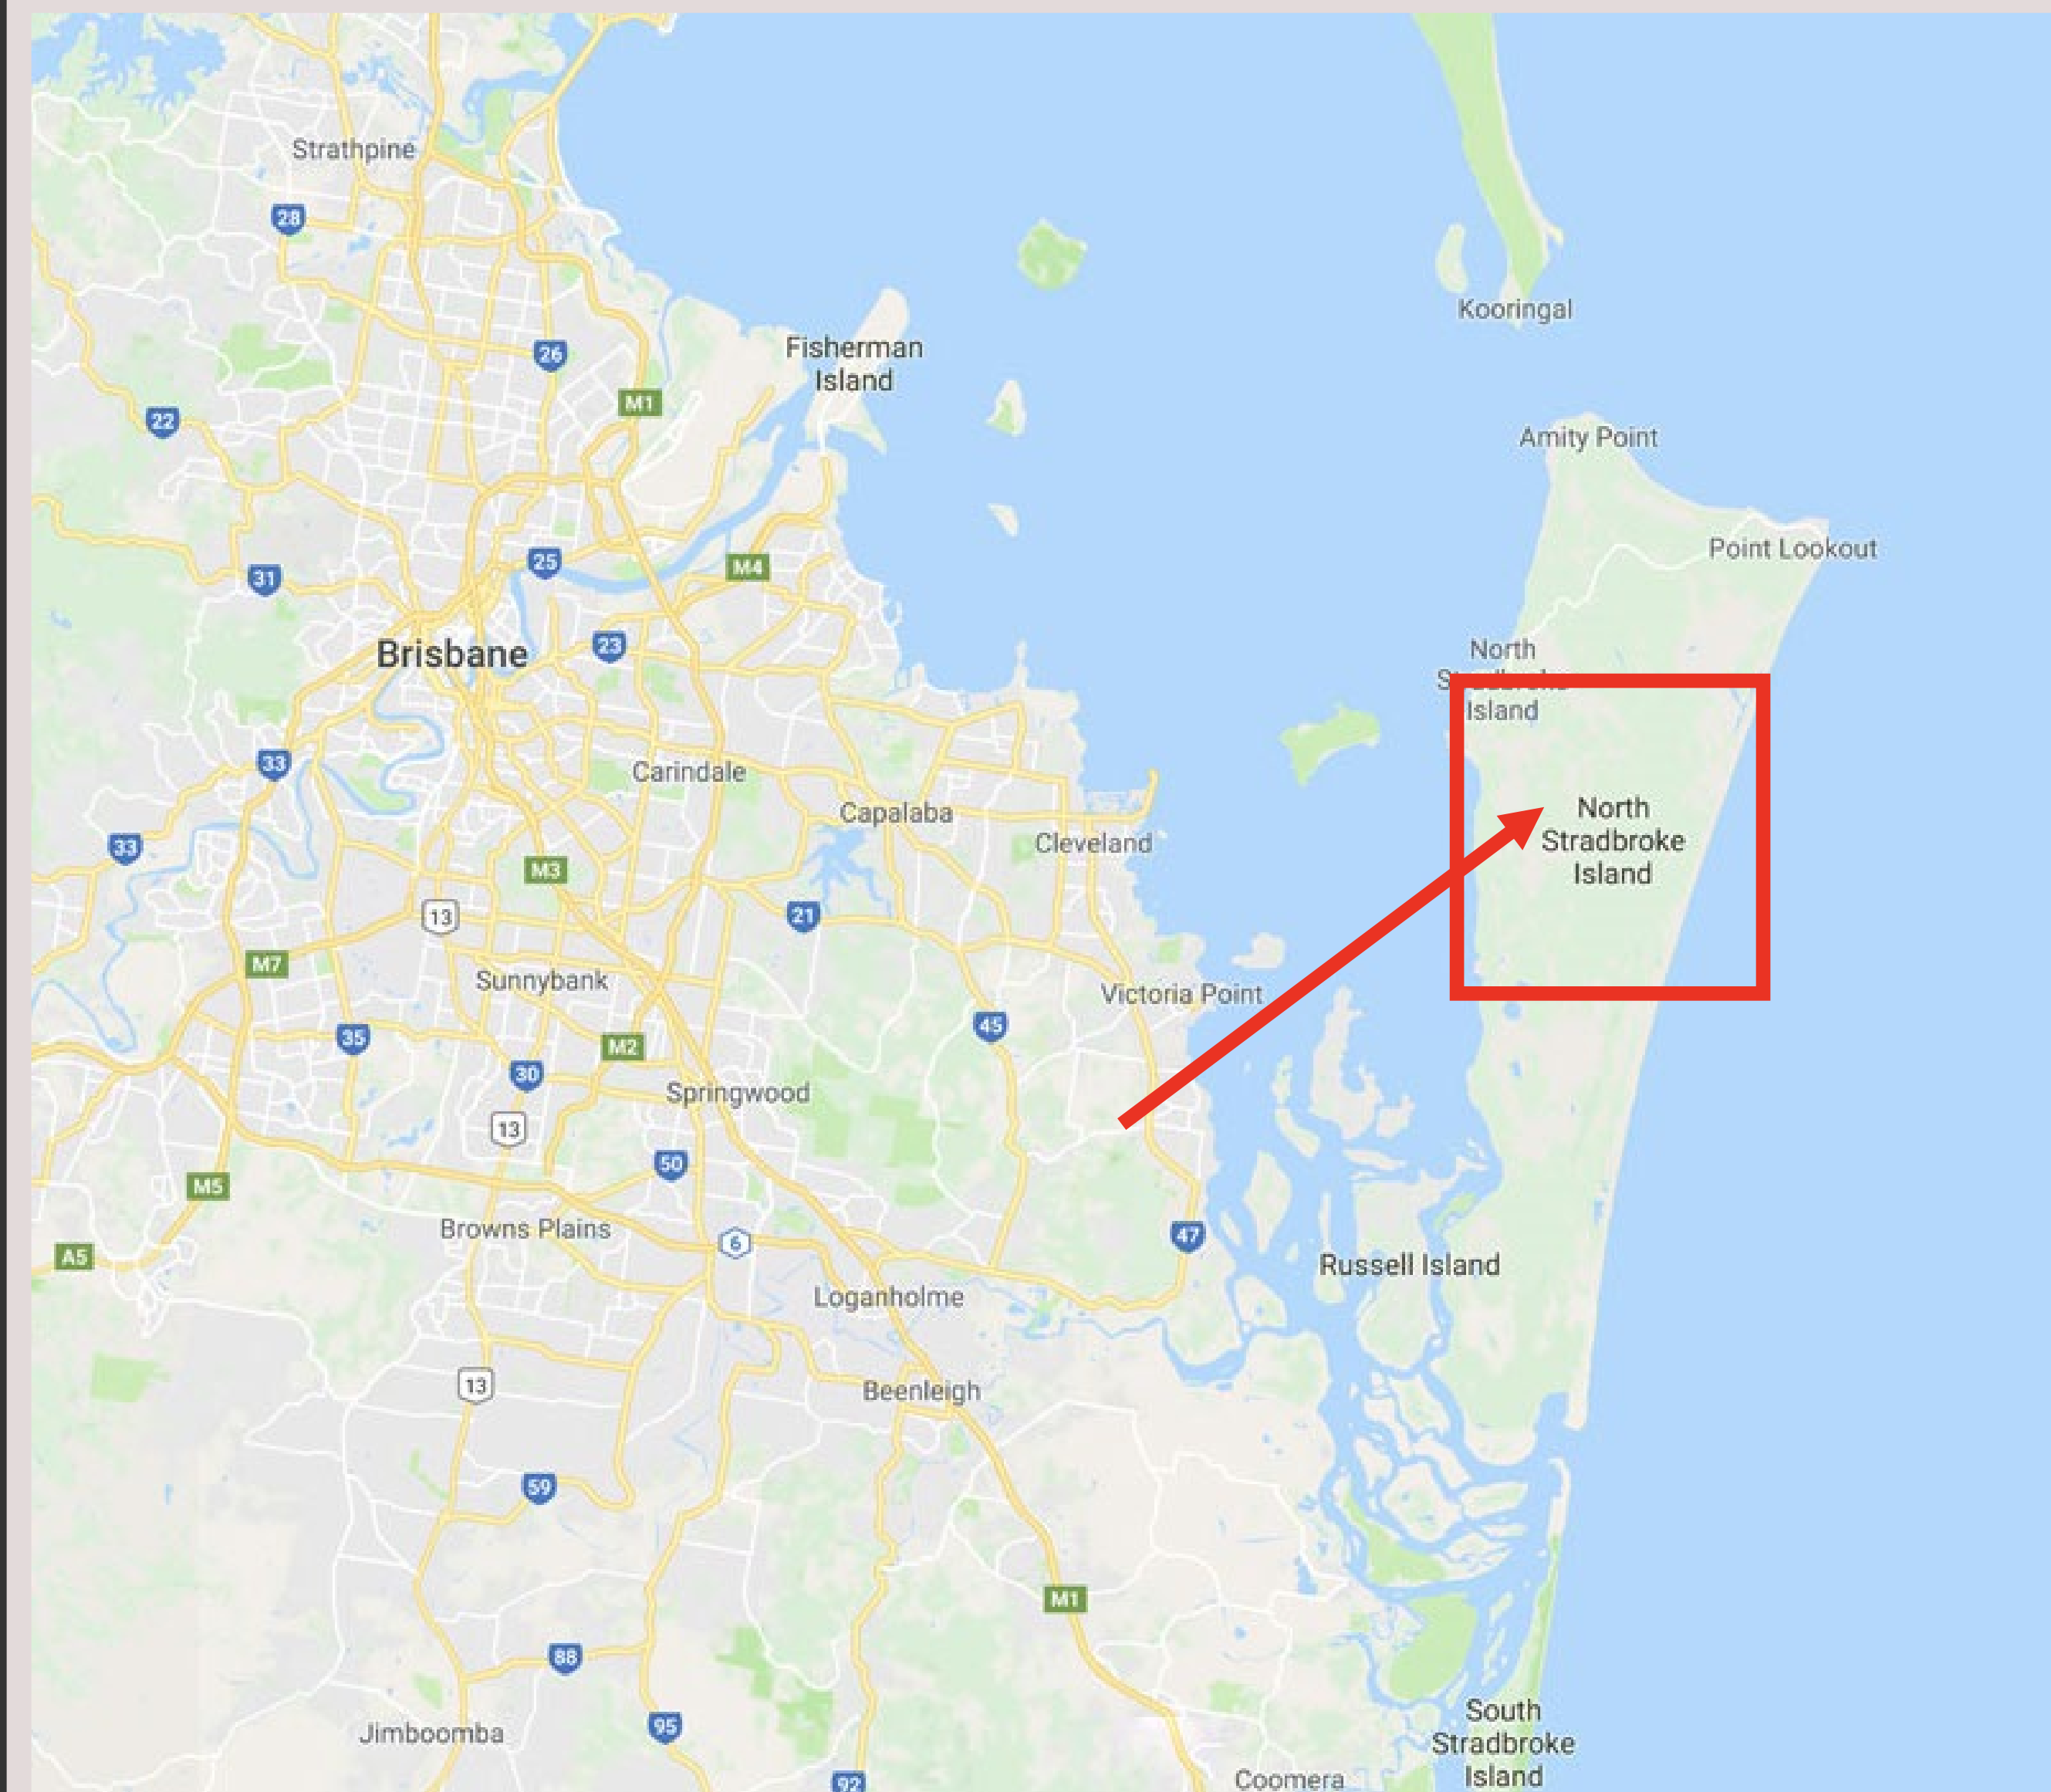 Strathpine
28
Kooringal
Fisherman
Island
26
M1
22
Amity Point
Point Lookout
25
M4
31
Brisbane
23
North
Stradbroke
Island
33
Carindale
Capalaba
North
Stradbroke
Island
Cleveland
33
M3
13
21
M7
Sunnybank
Victoria Point
45
35
M2
30
Springwood
13
50
M5
Browns Plains
6
47
A5
Russell Island
Loganholme
13
Beenleigh
59
M1
88
South
Stradbroke
Island
95
Jimboomba
92
Coomera